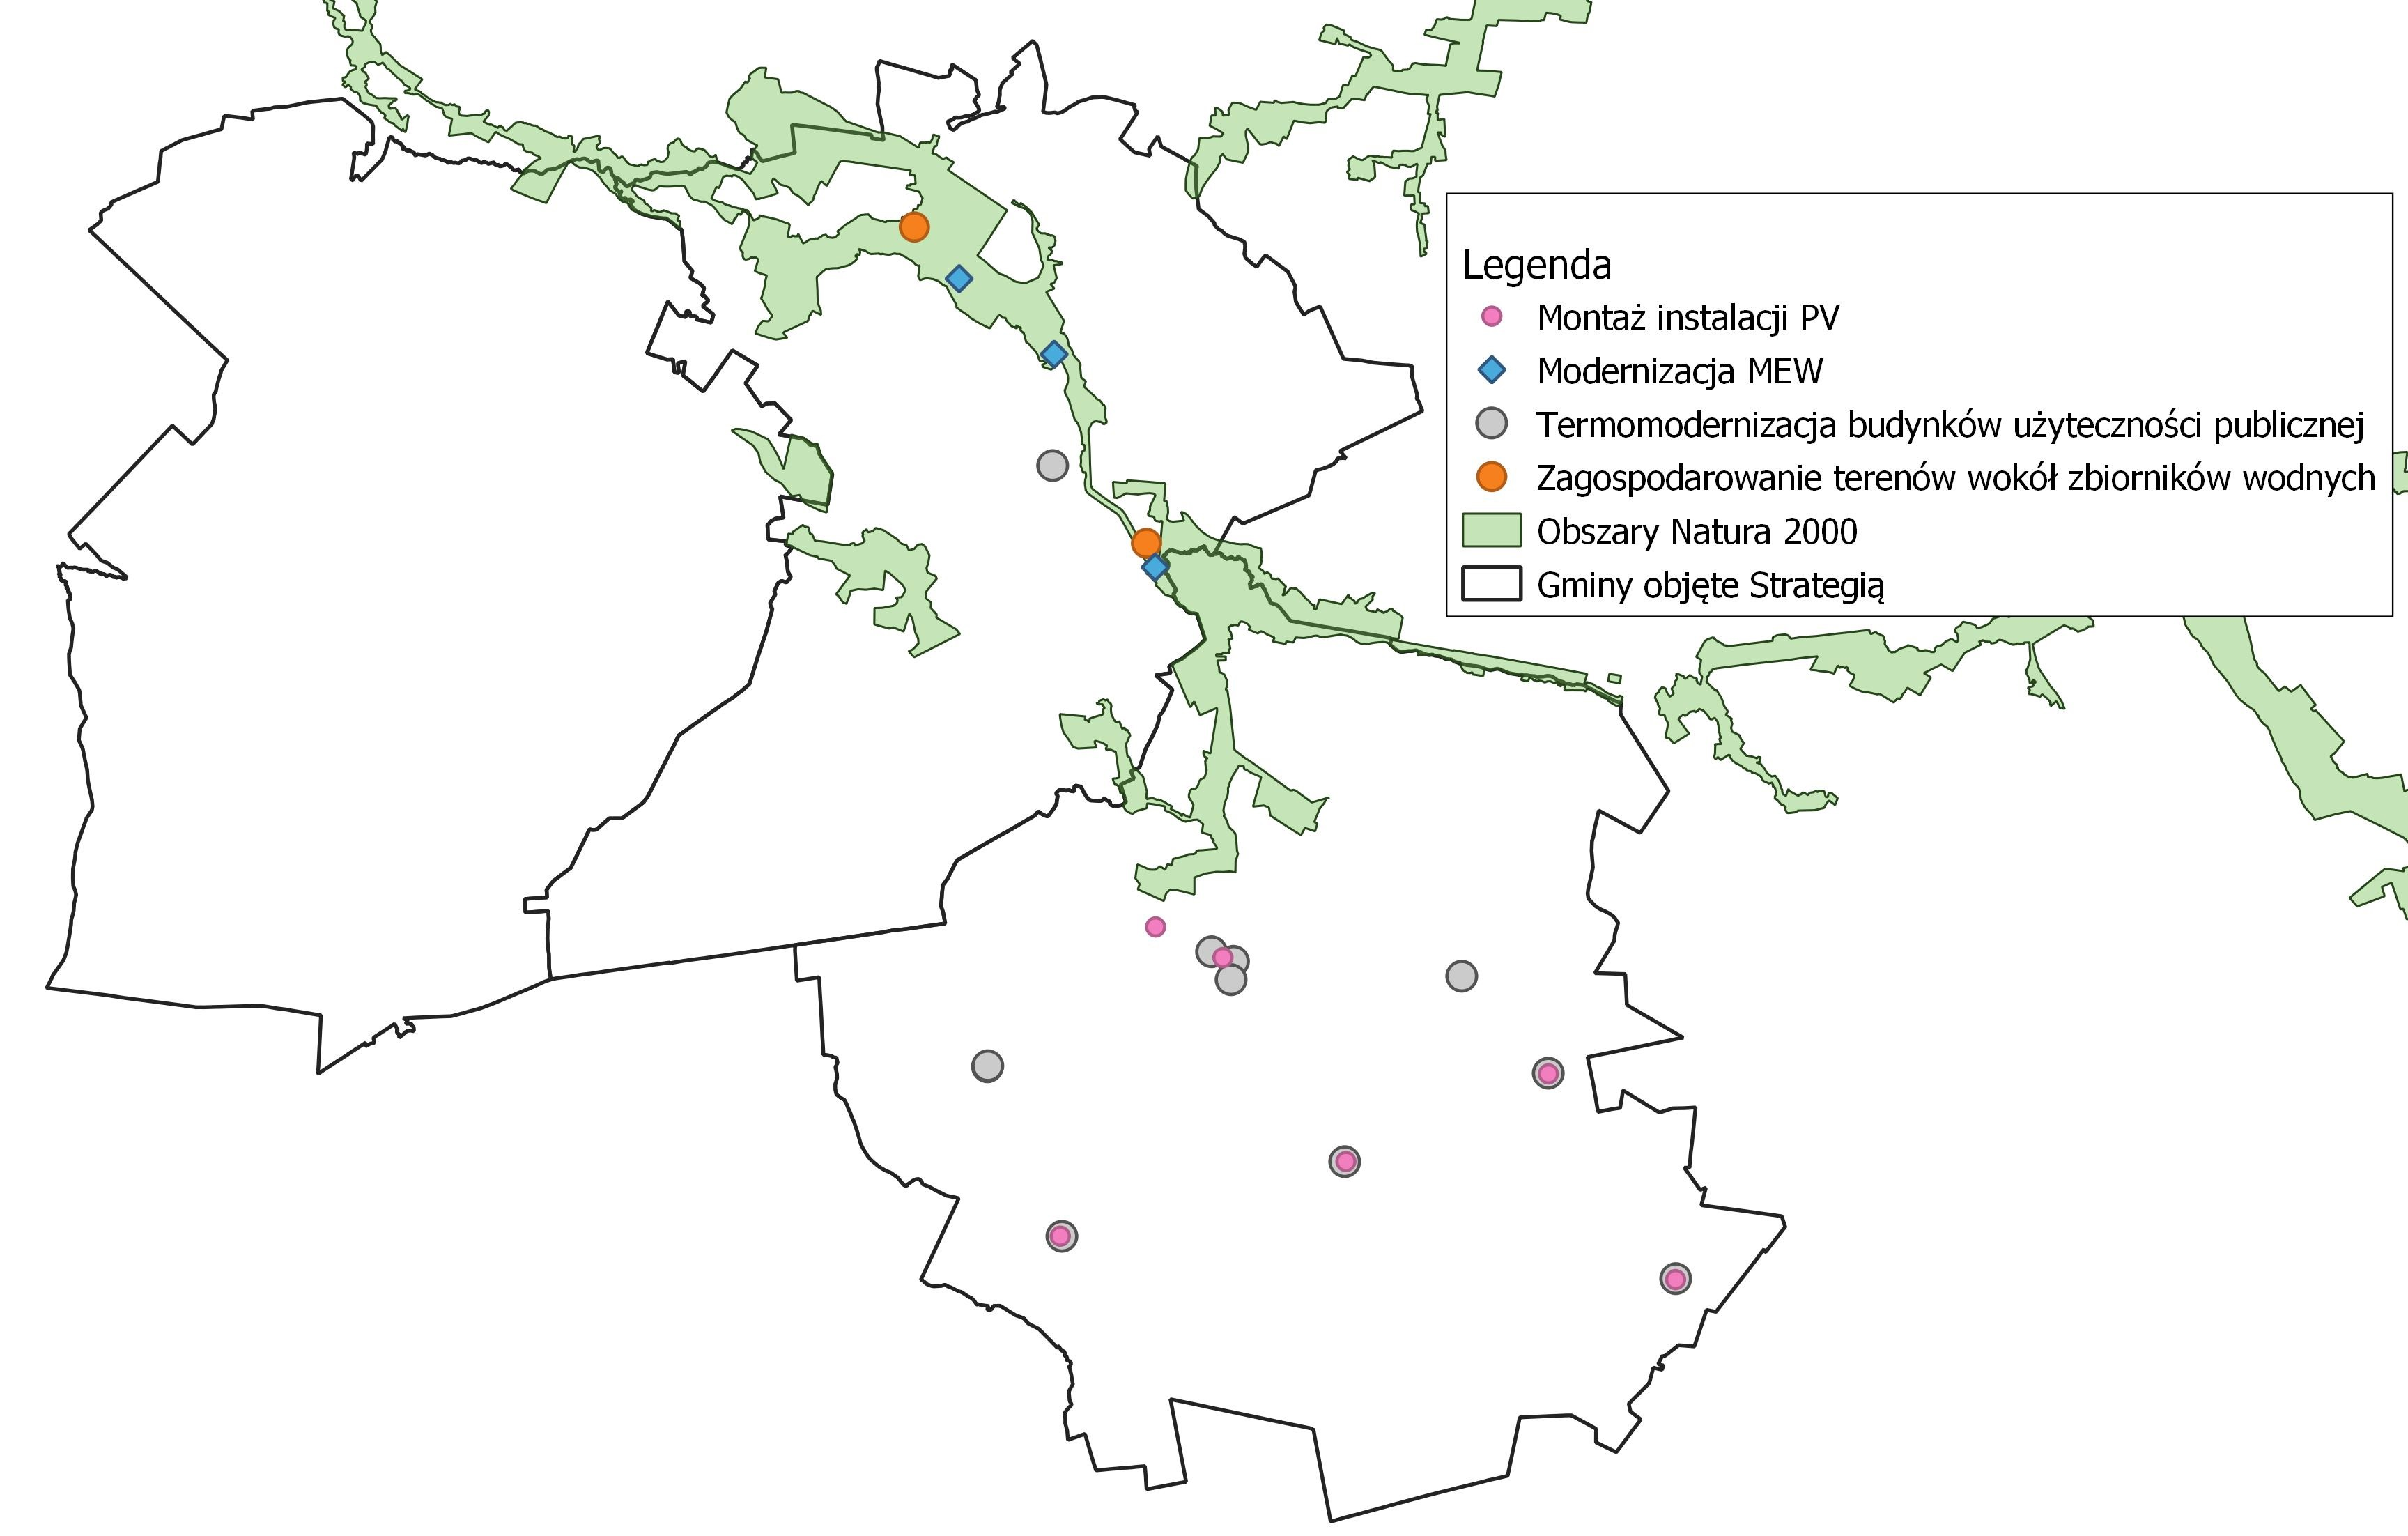 Legenda
Montaż instalacji PV
Modernizacja MEW
Termomodernizacja budynków użyteczności publicznej
Zagospodarowanie terenów wokół zbiorników wodnych
Obszary Natura 2000
Gminy objęte Strategią